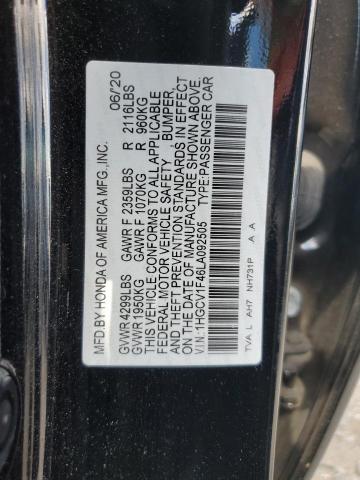 MFD.BY HONDA OF AMERICA MFG.,INC. 06/20
GVWR 4299LBS GAWR F 2359LBS R 2116LBS
GVWR 1950KG GAWR F 1070KG R 960KG
THIS VEHICLE CONFORMS TO ALL APPLICABLE
FEDERAL MOTOR VEHICLE SAFETY BUMPER,
AND THEFT PREVENTION STANDARDS IN EFFECT
ON THE DATE OF MANUFACTURE SHOWN ABOVE.
V.I.N.:1HGCV1F46LA092505 TYPE:PASSENGER CAR
TVA L AH7 NH731P A A